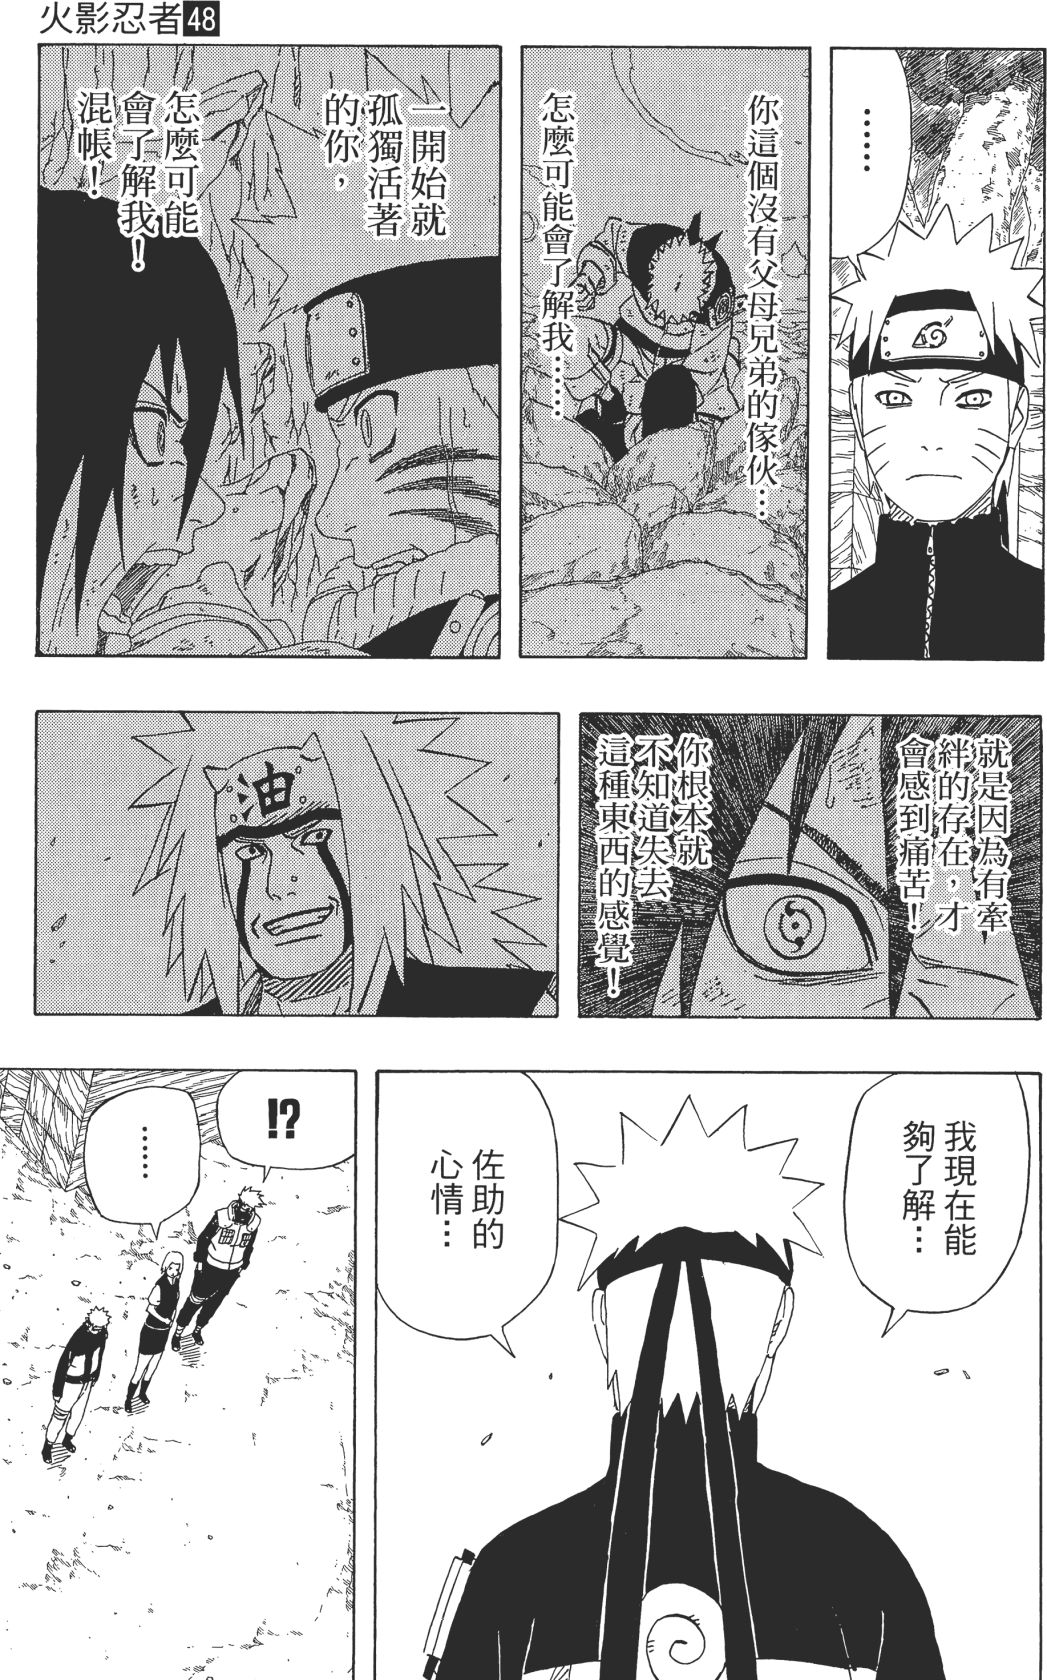 火影忍者48
……
你這個沒有父母兄弟的傢伙…
怎麼可能會了解我……
一開始就
孤獨活著
的你，
怎麼可能
會了解我！
混帳！
就是因為有牽
絆的存在，才
會感到痛苦！
你根本就
不知道失去
這種東西的感覺！
油
我現在能
夠了解…
佐助的
心情…
!?
……